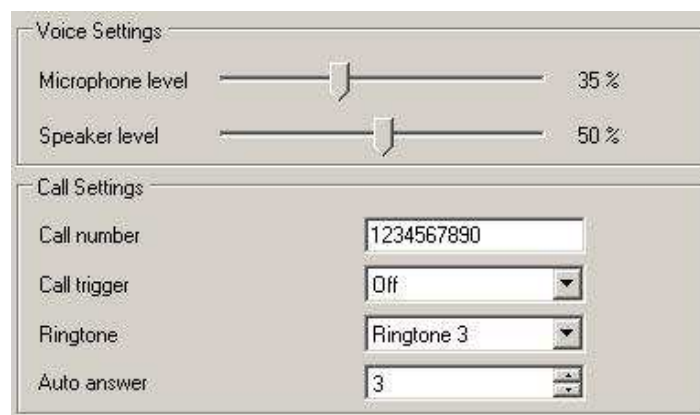 Voice Settings
Microphone level 35 %
Speaker level 50 %
Call Settings
Call number 1234567890
Call trigger Off
Ringtone Ringtone 3
Auto answer 3